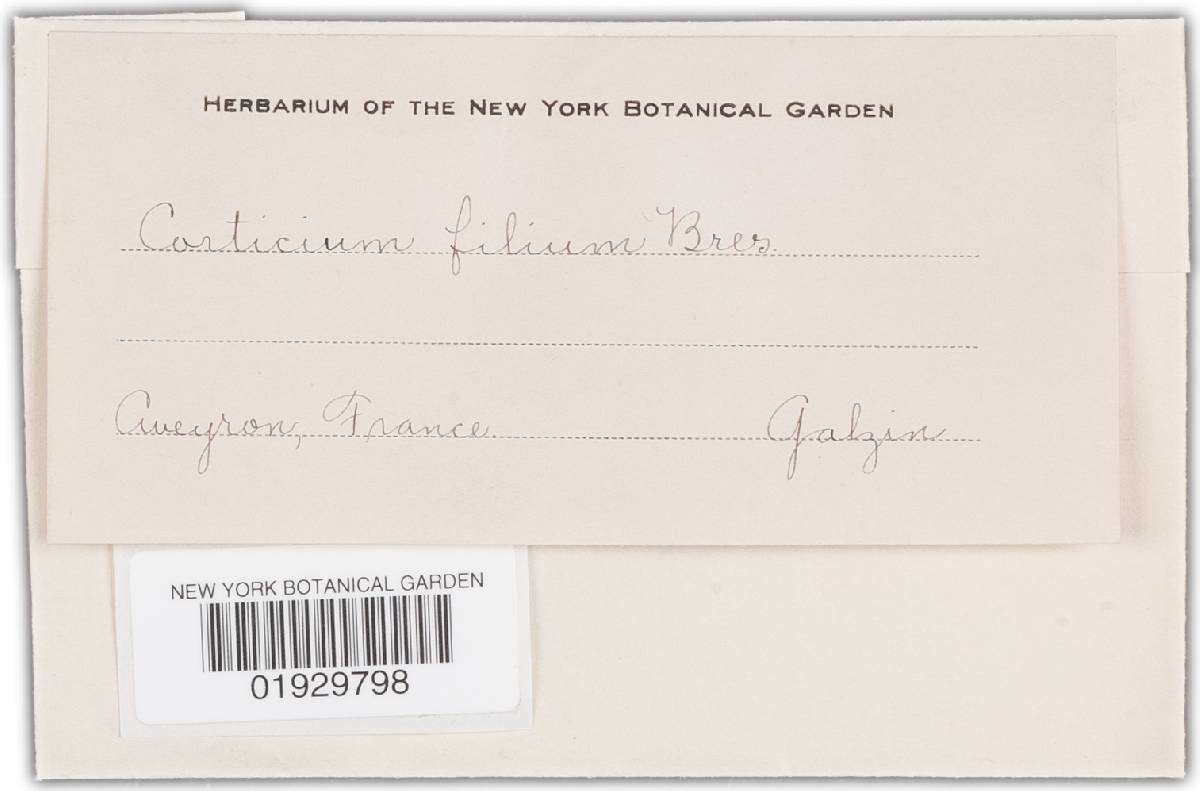 HERBARIUM OF THE NEW YORK BOTANICAL GARDEN
Corticium filium Bres.
Aveyron, France. Galzin
NEW YORK BOTANICAL GARDEN
01929798